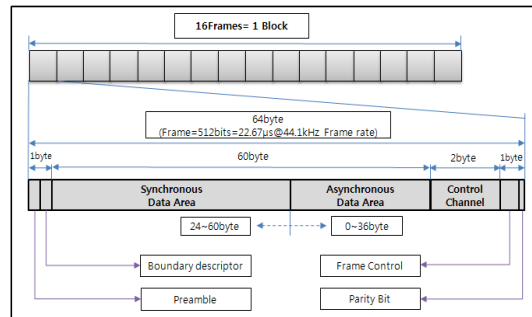 16Frames= 1 Block
64byte
(Frame=512bits=22.67µs@44.1kHz Frame rate)
1byte
60byte
2byte
1byte
Synchronous
Data Area
Asynchronous
Data Area
Control
Channel
24~60byte
0~36byte
Boundary descriptor
Frame Control
Preamble
Parity Bit